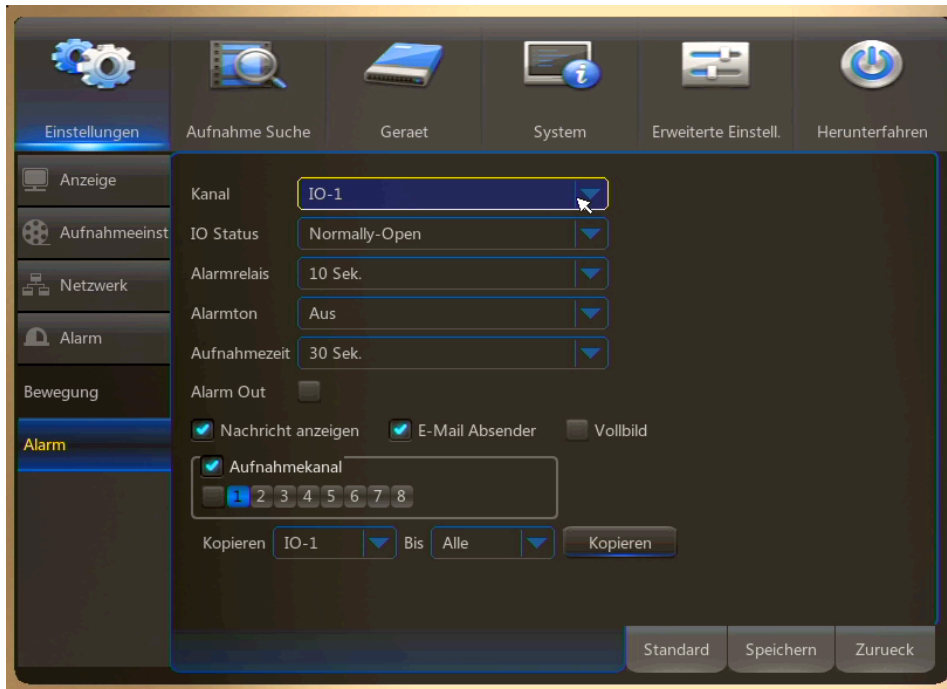 Einstellungen Aufnahme Suche Geraet System Erweiterte Einstell. Herunterfahren
Anzeige
Aufnahmeeinst
Netzwerk
Alarm
Bewegung
Alarm
Kanal IO-1
IO Status Normally-Open
Alarmrelais 10 Sek.
Alarmton Aus
Aufnahmezeit 30 Sek.
Alarm Out
Nachricht anzeigen E-Mail Absender Vollbild
Aufnahmekanal
1 2 3 4 5 6 7 8
Kopieren IO-1 Bis Alle Kopieren
Standard Speichern Zurueck